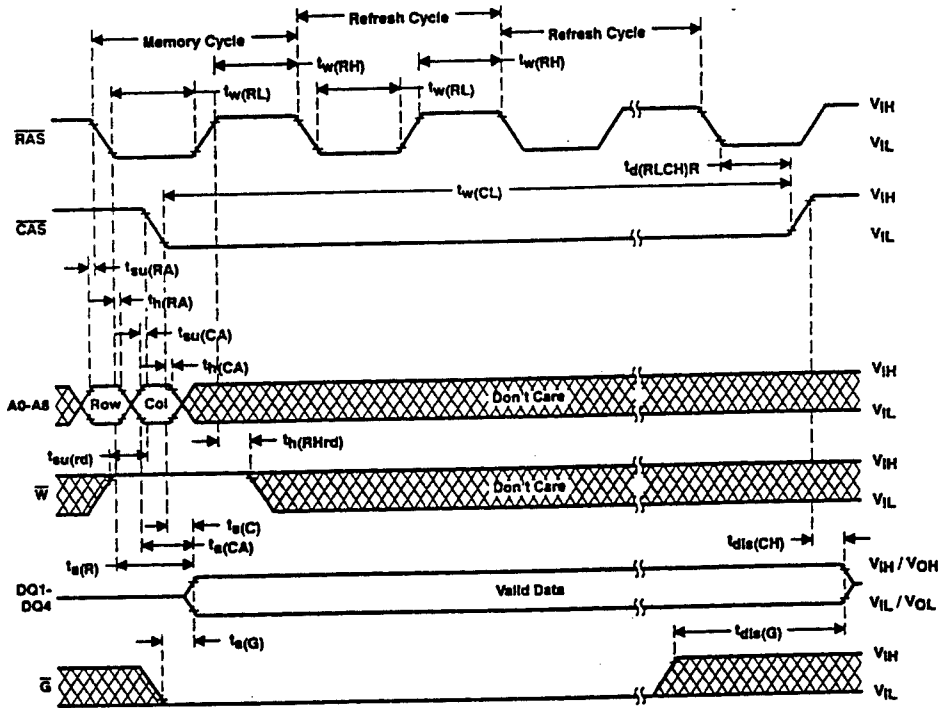 Refresh Cycle
Memory Cycle
Refresh Cycle
tw(RH)
tw(RH)
tw(RL)
tw(RL)
VIH
RAS
VIL
td(RLCH)R
tw(CL)
VIH
CAS
VIL
tsu(RA)
th(RA)
tsu(CA)
th(CA)
VIH
A0-A8
Row
Col
Don't Care
VIL
th(RHrd)
tsu(rd)
VIH
W
Don't Care
VIL
ta(C)
ta(CA)
tdis(CH)
ta(R)
VIH / VOH
DQ1-
DQ4
Valid Data
VIL / VOL
ta(G)
tdis(G)
VIH
G
VIL